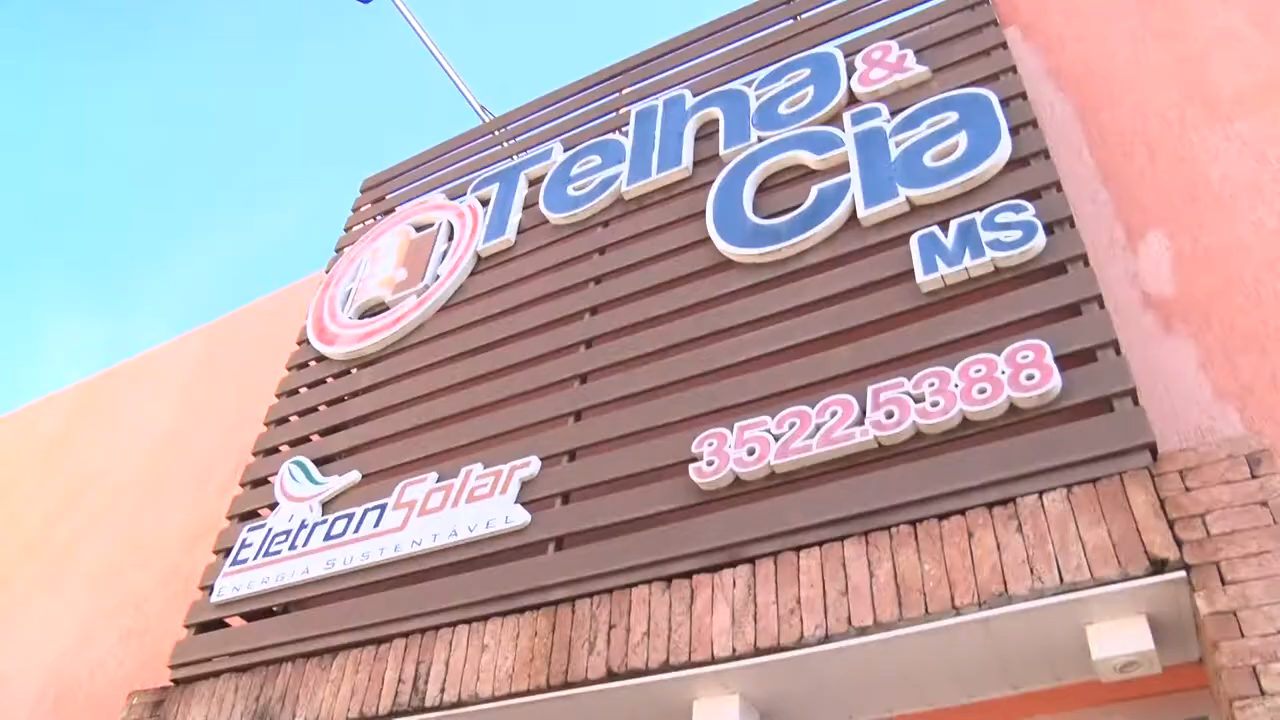 Telha &
Cia
MS
3522.5388
EletronSolar
ENERGIA SUSTENTÁVEL